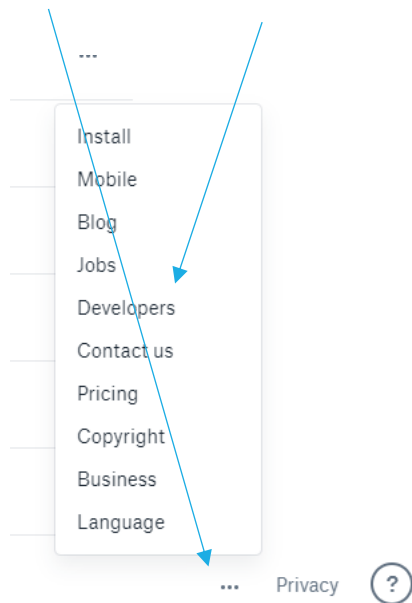 ...
Install
Mobile
Blog
Jobs
Developers
Contact us
Pricing
Copyright
Business
Language
... Privacy ?